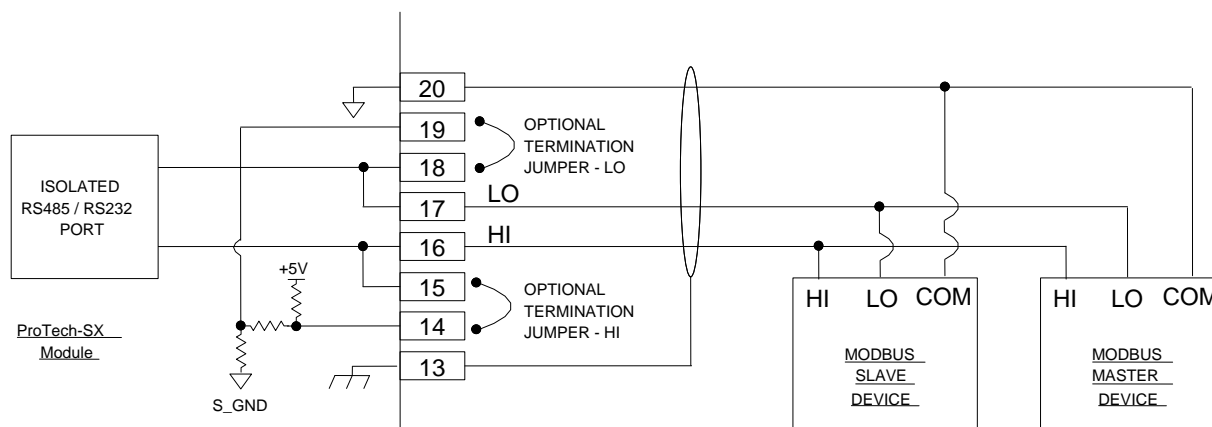 ISOLATED
RS485 / RS232
PORT
ProTech-SX
Module
+5V
S_GND
20
19
18
17
16
15
14
13
OPTIONAL
TERMINATION
JUMPER - LO
LO
HI
OPTIONAL
TERMINATION
JUMPER - HI
HI LO COM
MODBUS
SLAVE
DEVICE
HI LO COM
MODBUS
MASTER
DEVICE